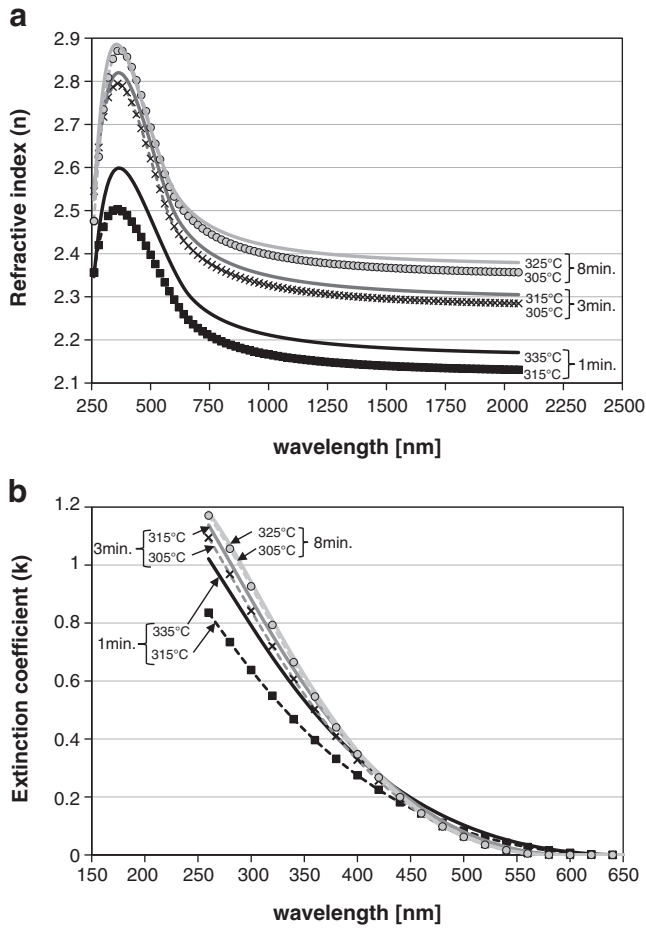 a
Refractive index (n)
2.9
2.8
2.7
2.6
2.5
2.4
2.3
2.2
2.1
325°C
305°C
8min.
315°C
305°C
3min.
335°C
315°C
1min.
250 500 750 1000 1250 1500 1750 2000 2250 2500
wavelength [nm]
b
Extinction coefficient (k)
1.2
1
0.8
0.6
0.4
0.2
0
3min.
315°C
305°C
325°C
305°C
8min.
1min.
335°C
315°C
150 200 250 300 350 400 450 500 550 600 650
wavelength [nm]